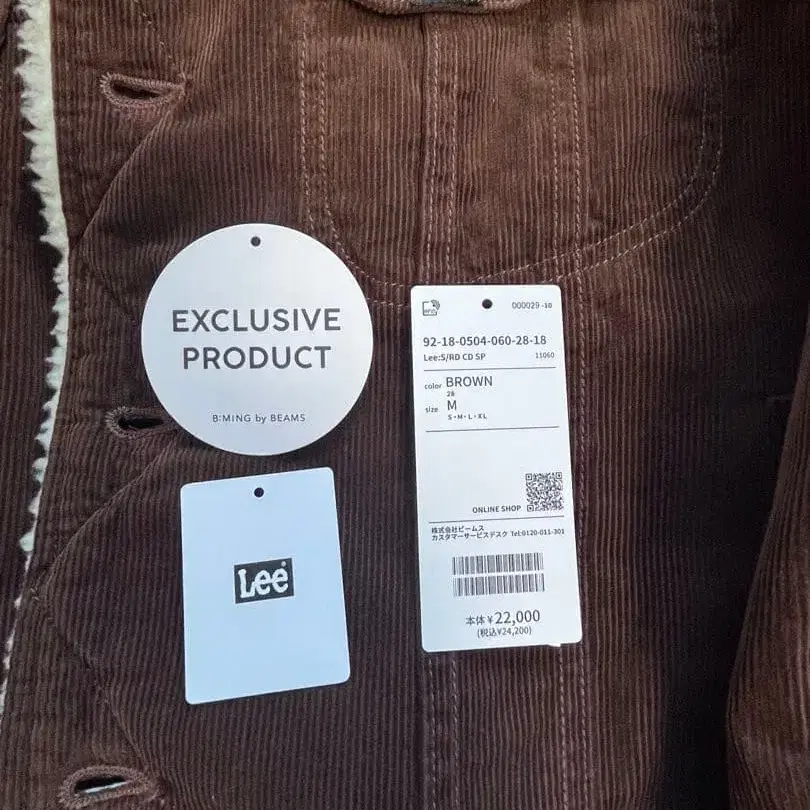 EXCLUSIVE
PRODUCT
B:MING by BEAMS
Lee
000029 -10
92-18-0504-060-28-18
Lee:S/RD CD SP 11060
color BROWN
28
size M
S・M・L・XL
ONLINE SHOP
株式会社ビームス
カスタマーサービスデスク Tel:0120-011-301
本体¥22,000
(税込¥24,200)